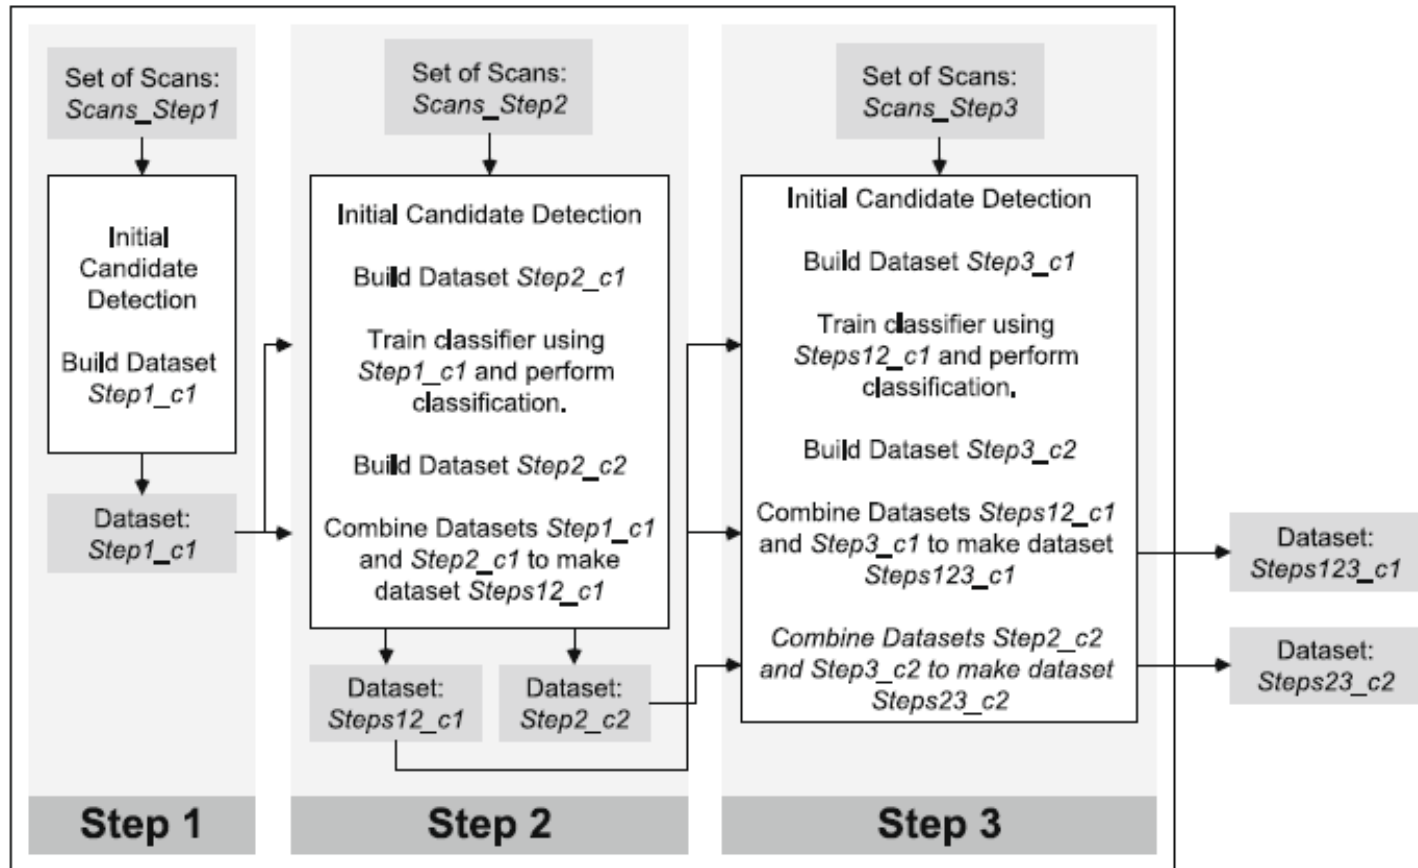 Set of Scans:
Scans_Step1
Initial
Candidate
Detection
Build Dataset
Step1_c1
Dataset:
Step1_c1
Step 1
Set of Scans:
Scans_Step2
Initial Candidate Detection
Build Dataset Step2_c1
Train classifier using
Step1_c1 and perform
classification.
Build Dataset Step2_c2
Combine Datasets Step1_c1
and Step2_c1 to make
dataset Steps12_c1
Dataset:
Steps12_c1
Dataset:
Step2_c2
Step 2
Set of Scans:
Scans_Step3
Initial Candidate Detection
Build Dataset Step3_c1
Train classifier using
Steps12_c1 and perform
classification.
Build Dataset Step3_c2
Combine Datasets Steps12_c1
and Step3_c1 to make dataset
Steps123_c1
Combine Datasets Step2_c2
and Step3_c2 to make dataset
Steps23_c2
Step 3
Dataset:
Steps123_c1
Dataset:
Steps23_c2